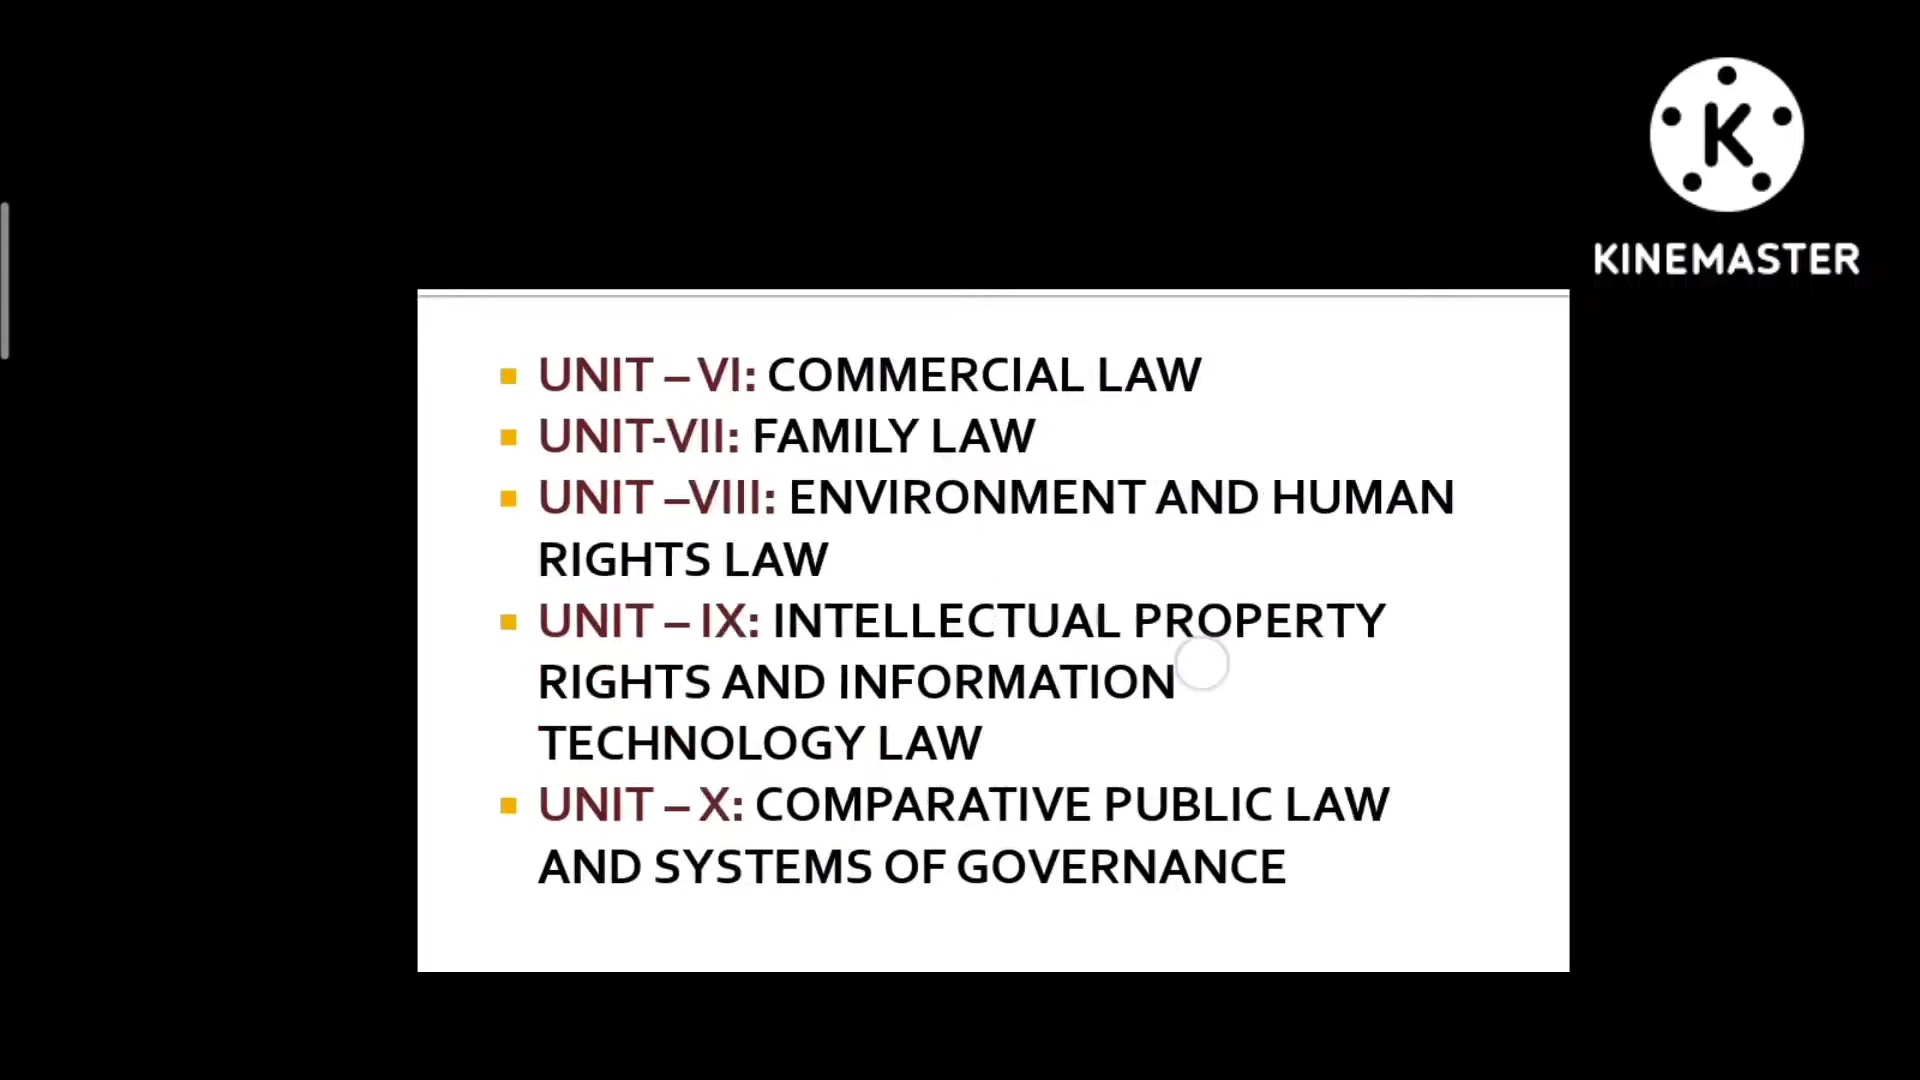 K
KINEMASTER
UNIT – VI: COMMERCIAL LAW
UNIT-VII: FAMILY LAW
UNIT –VIII: ENVIRONMENT AND HUMAN
RIGHTS LAW
UNIT – IX: INTELLECTUAL PROPERTY
RIGHTS AND INFORMATION
TECHNOLOGY LAW
UNIT – X: COMPARATIVE PUBLIC LAW
AND SYSTEMS OF GOVERNANCE